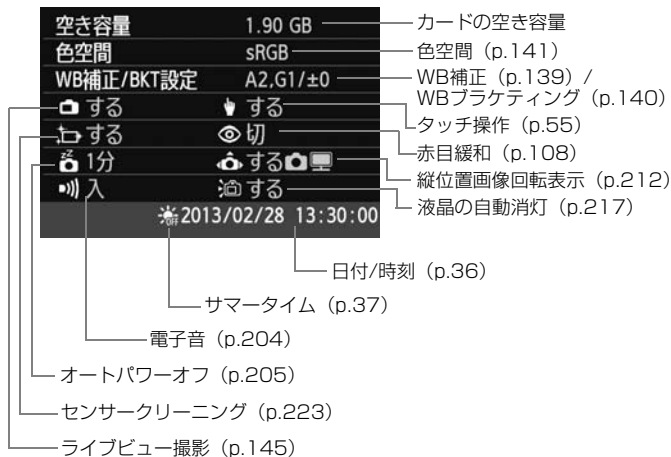 空き容量 1.90 GB カードの空き容量
色空間 sRGB 色空間（p.141）
WB補正/BKT設定 A2,G1/±0 WB補正（p.139）/
WBブラケティング（p.140）
する する タッチ操作（p.55）
する 切 赤目緩和（p.108）
1分 する 縦位置画像回転表示（p.212）
入 する 液晶の自動消灯（p.217）
OFF 2013/02/28 13:30:00
日付/時刻（p.36）
サマータイム（p.37）
電子音（p.204）
オートパワーオフ（p.205）
センサークリーニング（p.223）
ライブビュー撮影（p.145）